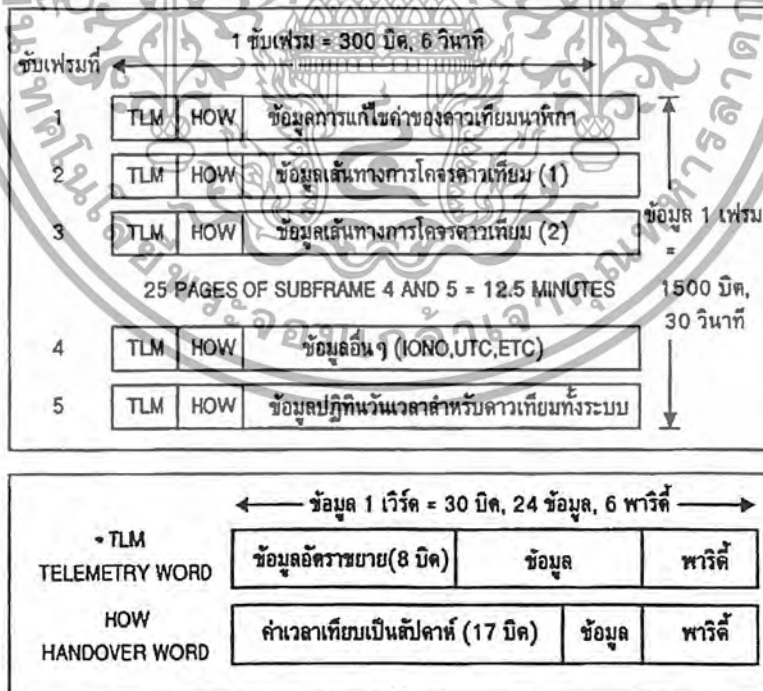 1 ซับเฟรม = 300 บิต, 6 วินาที
ซับเฟรมที่
1 TLM HOW ข้อมูลการแก้ไขค่าของดาวเทียมนาฬิกา
2 TLM HOW ข้อมูลเส้นทางการโคจรดาวเทียม (1)
3 TLM HOW ข้อมูลเส้นทางการโคจรดาวเทียม (2)
ข้อมูล 1 เฟรม
=
25 PAGES OF SUBFRAME 4 AND 5 = 12.5 MINUTES
1500 บิต,
30 วินาที
4 TLM HOW ข้อมูลอื่น ๆ (IONO,UTC,ETC)
5 TLM HOW ข้อมูลปฏิทินวันเวลาสำหรับดาวเทียมทั้งระบบ
ข้อมูล 1 เวิร์ด = 30 บิต, 24 ข้อมูล, 6 พาริตี้
TLM
TELEMETRY WORD
ข้อมูลอัตราขยาย(8 บิต) ข้อมูล พาริตี้
HOW
HANDOVER WORD
ค่าเวลาเทียบเป็นสัปดาห์ (17 บิต) ข้อมูล พาริตี้